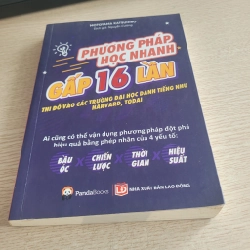 PHƯƠNG PHÁP
HỌC NHANH
GẤP 16 LẦN
THI ĐỖ VÀO CÁC TRƯỜNG ĐẠI HỌC DANH TIẾNG NHƯ
HARVARD, TODAI
Ai cũng có thể vận dụng phương pháp đột phá
hiệu quả bằng phép nhân của 4 yếu tố:
ĐẦU ÓC X CHIẾN LƯỢC X THỜI GIAN X HIỆU SUẤT
PandaBooks
NHÀ XUẤT BẢN LAO ĐỘNG